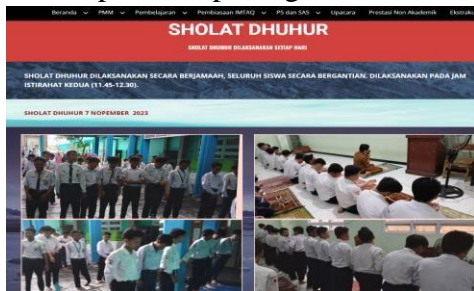 Beranda PMM Pembelajaran Pembiasaan IMTAQ PS dan SAS Upacara Prestasi Non Akademik Ekstraku
SHOLAT DHUHUR
SHOLAT DHUHUR DILAKSANAKAN SETIAP HARI
SHOLAT DHUHUR DILAKSANAKAN SECARA BERJAMAAH, SELURUH SISWA SECARA BERGANTIAN. DILAKSANAKAN PADA JAM
ISTIRAHAT KEDUA (11.45-12.30).
SHOLAT DHUHUR 7 NOPEMBER 2023